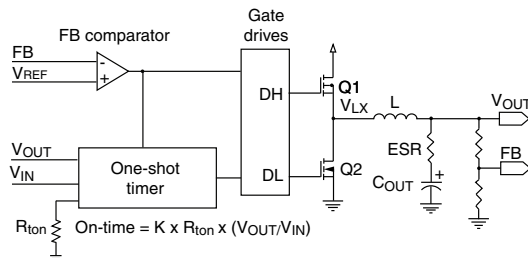 Gate
drives
FB comparator
FB
-
VREF
+
DH
Q1
VLX
L
VOUT
ESR
FB
VOUT
One-shot
timer
VIN
DL
Q2
COUT
+
Rton
On-time = K x Rton x (VOUT/VIN)